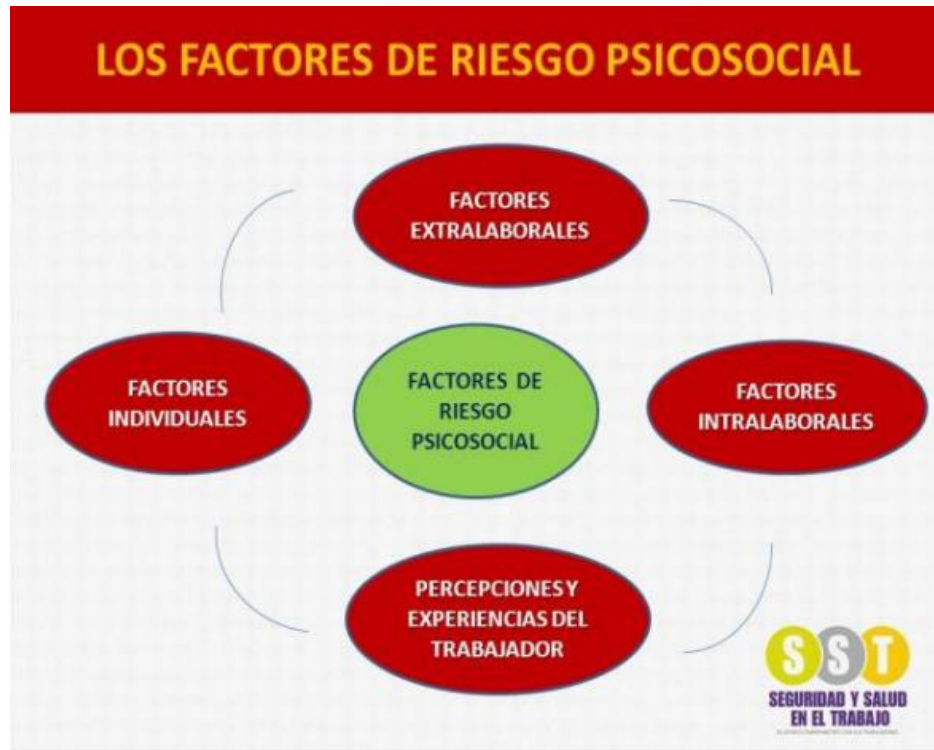 LOS FACTORES DE RIESGO PSICOSOCIAL
FACTORES
EXTRALABORALES
FACTORES
INDIVIDUALES
FACTORES DE
RIESGO
PSICOSOCIAL
FACTORES
INTRALABORALES
PERCEPCIONES Y
EXPERIENCIAS DEL
TRABAJADOR
SST
SEGURIDAD Y SALUD
EN EL TRABAJO